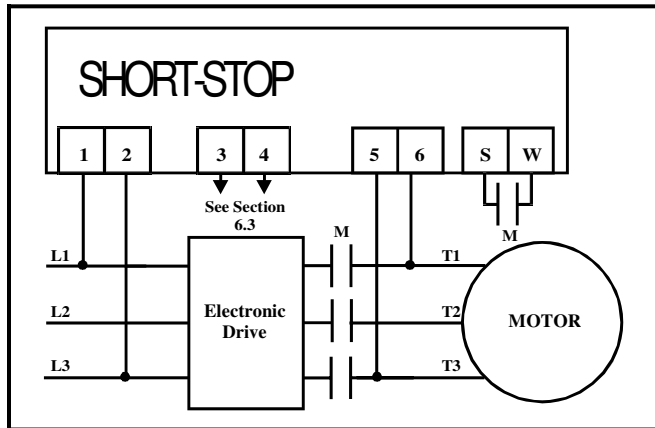 SHORT-STOP
1 2 3 4 5 6 S W
See Section
6.3
M
M
L1
T1
L2
Electronic
Drive
T2
MOTOR
L3
T3